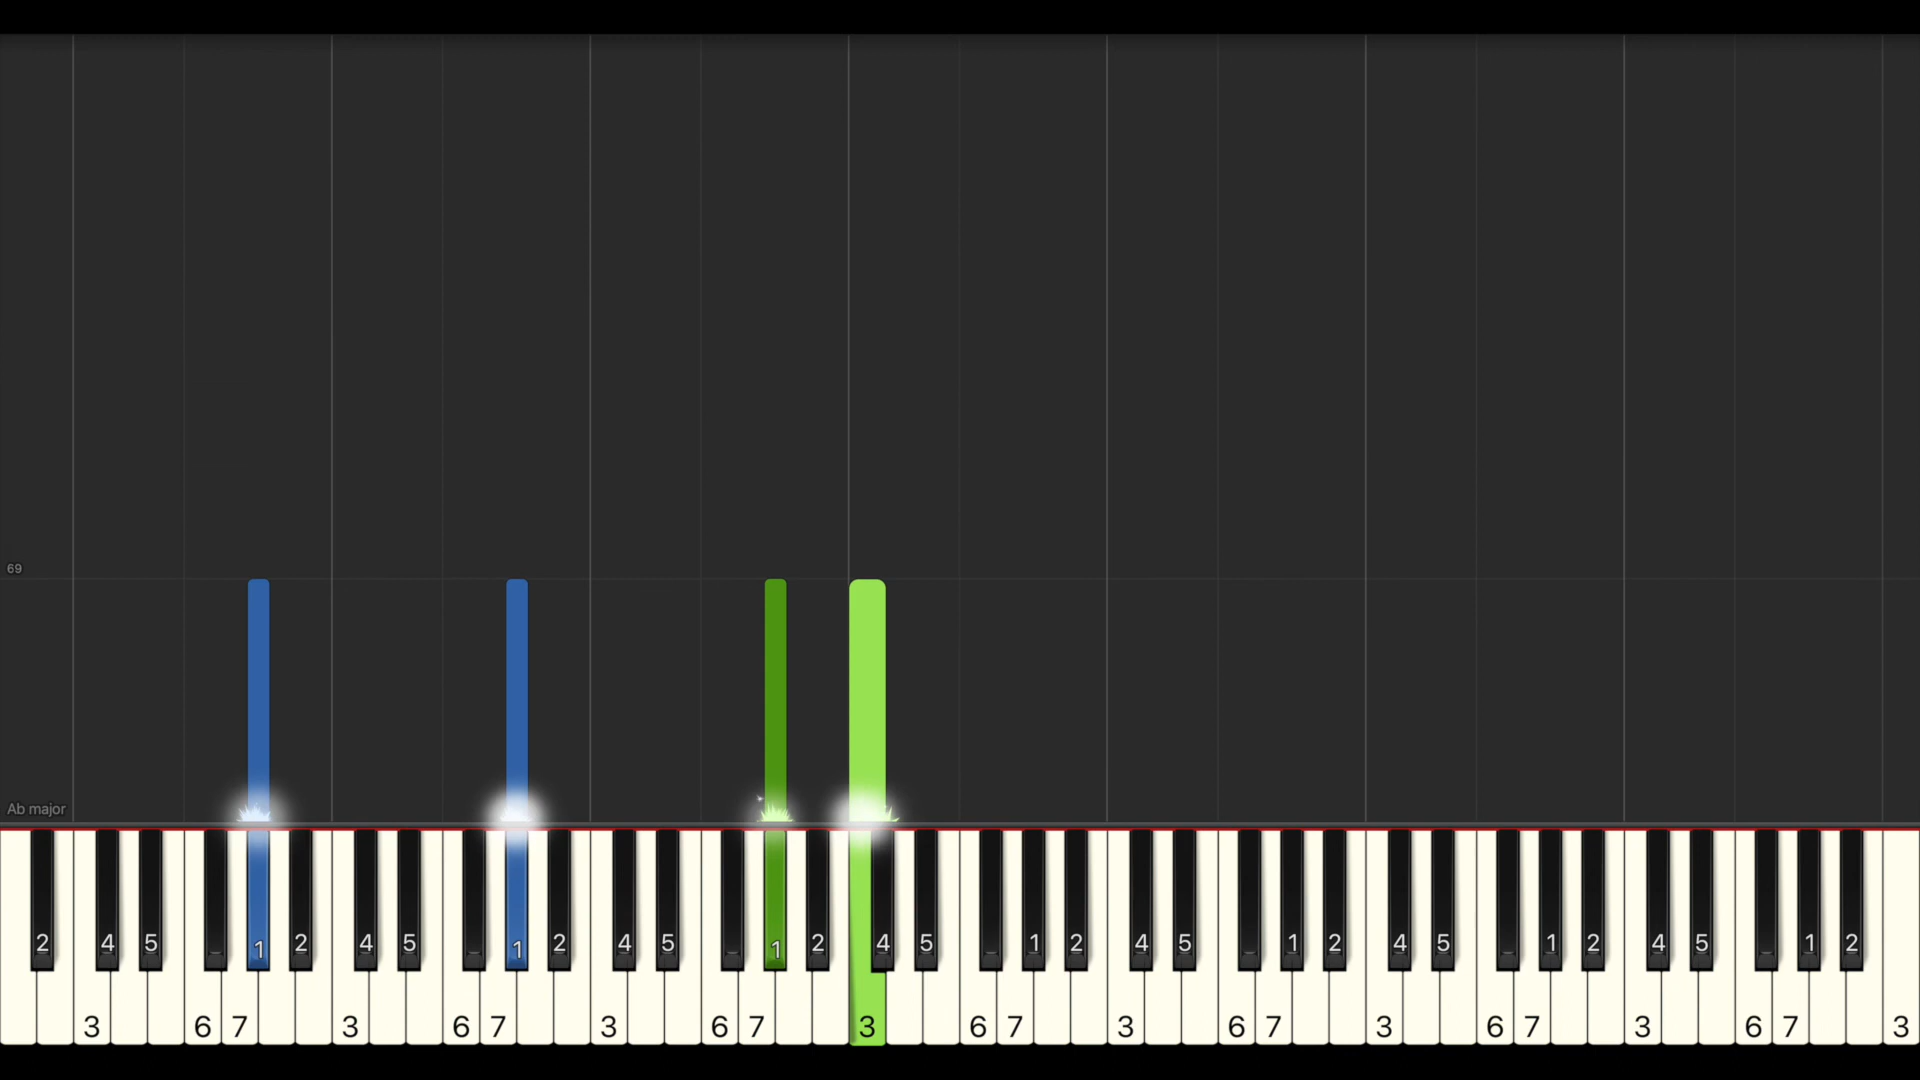 69
Ab major
2 4 5 1 2 4 5 1 2 4 5 1 2 4 5 1 2 4 5 1 2 4 5 1 2 4 5 1 2
3 6 7 3 6 7 3 6 7 3 6 7 3 6 7 3 6 7 3 6 7 3